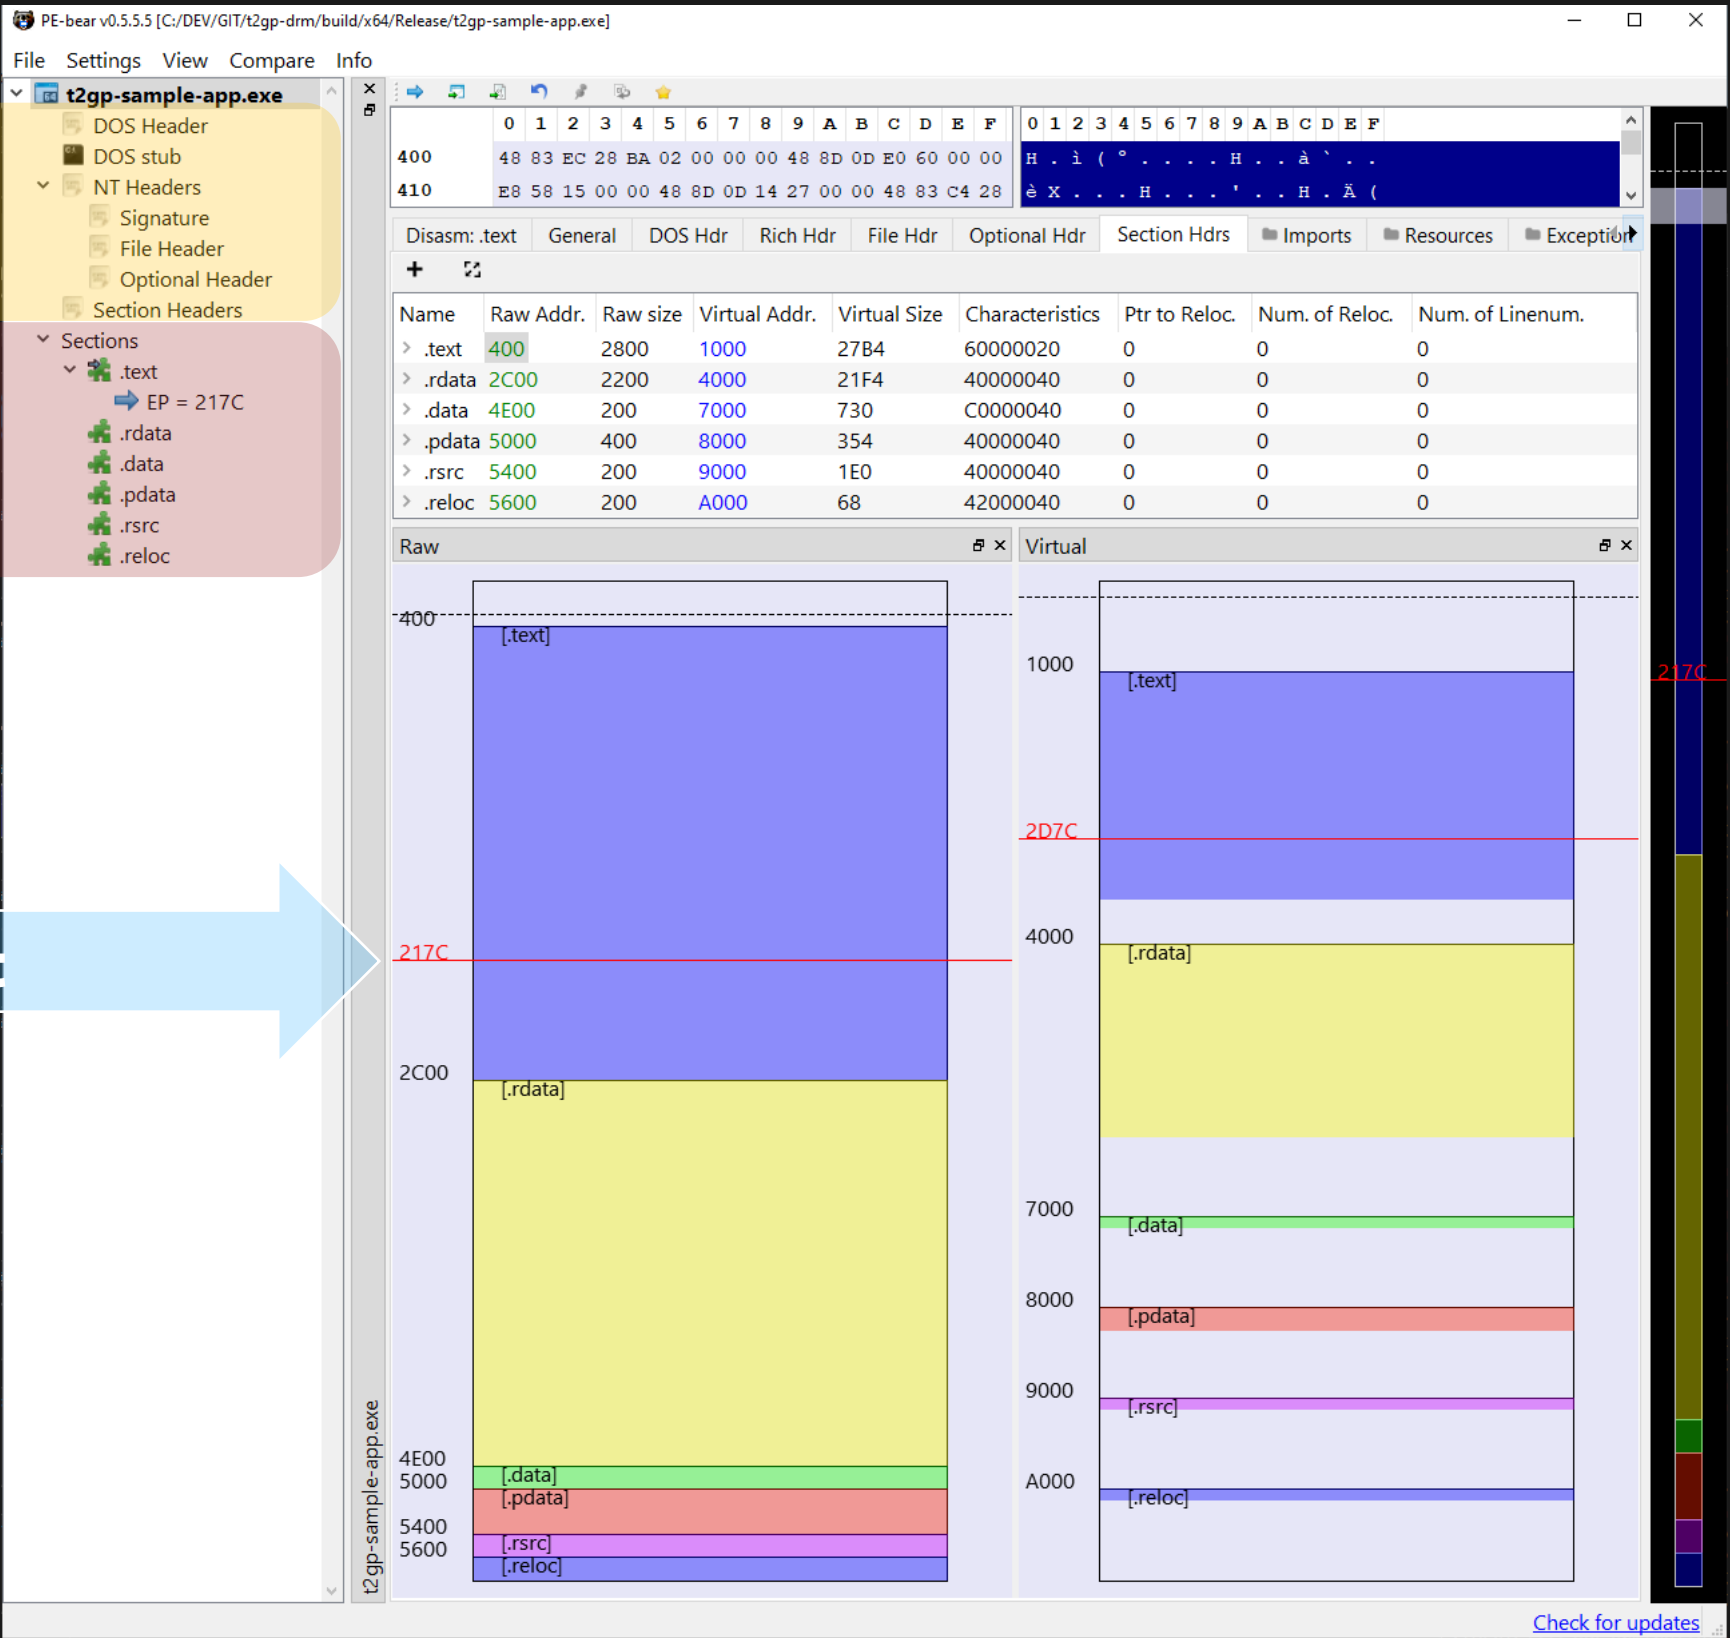 PE-bear v0.5.5.5 [C:/DEV/GIT/t2gp-drm/build/x64/Release/t2gp-sample-app.exe]
File Settings View Compare Info
t2gp-sample-app.exe
DOS Header
DOS stub
NT Headers
Signature
File Header
Optional Header
Section Headers
Sections
.text
EP = 217C
.rdata
.data
.pdata
.rsrc
.reloc
t2gp-sample-app.exe
0 1 2 3 4 5 6 7 8 9 A B C D E F
400 48 83 EC 28 BA 02 00 00 00 48 8D 0D E0 60 00 00
410 E8 58 15 00 00 48 8D 0D 14 27 00 00 48 83 C4 28
0 1 2 3 4 5 6 7 8 9 A B C D E F
H . ì ( ° . . . . H . . à ` . .
è X . . . H . . . ' . . H . Ä (
Disasm: .text General DOS Hdr Rich Hdr File Hdr Optional Hdr Section Hdrs Imports Resources Exception
Name Raw Addr. Raw size Virtual Addr. Virtual Size Characteristics Ptr to Reloc. Num. of Reloc. Num. of Linenum.
.text 400 2800 1000 27B4 60000020 0 0 0
.rdata 2C00 2200 4000 21F4 40000040 0 0 0
.data 4E00 200 7000 730 C0000040 0 0 0
.pdata 5000 400 8000 354 40000040 0 0 0
.rsrc 5400 200 9000 1E0 40000040 0 0 0
.reloc 5600 200 A000 68 42000040 0 0 0
Raw
400
[.text]
217C
2C00
[.rdata]
4E00
[.data]
5000
[.pdata]
5400
[.rsrc]
5600
[.reloc]
Virtual
1000
[.text]
2D7C
4000
[.rdata]
7000
[.data]
8000
[.pdata]
9000
[.rsrc]
A000
[.reloc]
217C
Check for updates